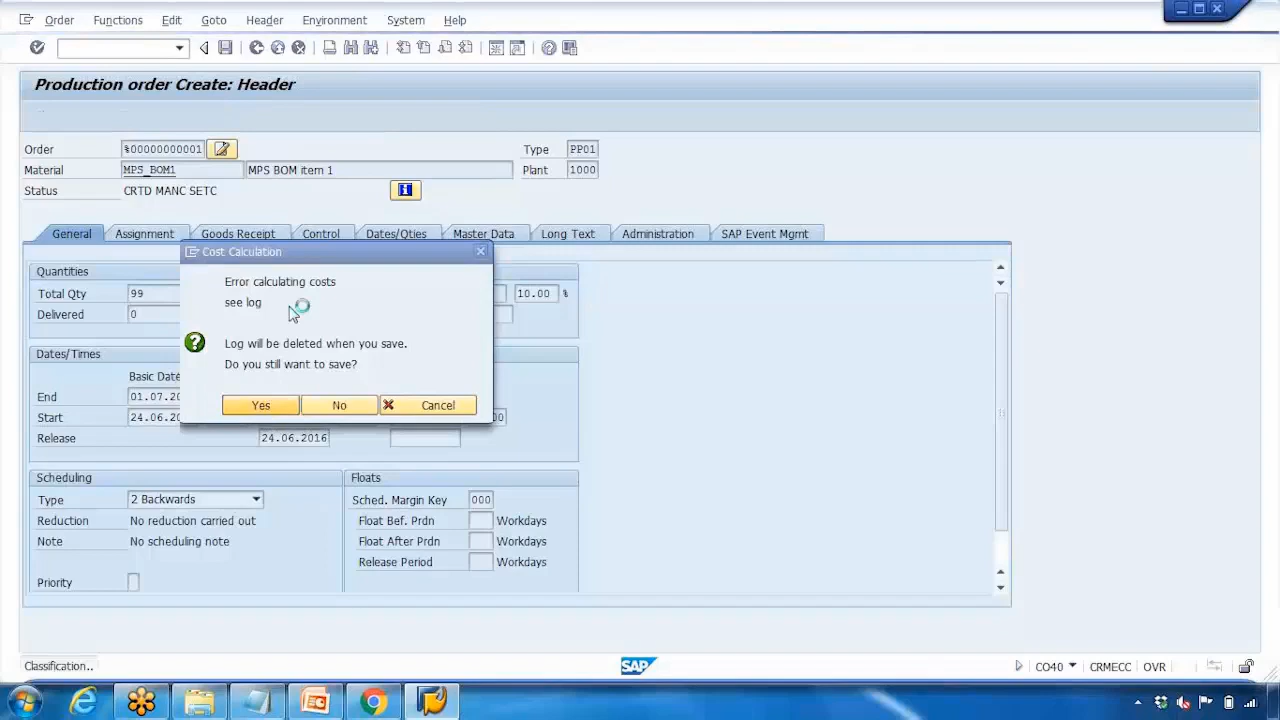 Order Functions Edit Goto Header Environment System Help
Production order Create: Header
Order %00000000001 Type PP01
Material MPS_BOM1 MPS BOM item 1 Plant 1000
Status CRTD MANC SETC
General Assignment Goods Receipt Control Dates/Qties Master Data Long Text Administration SAP Event Mgmt
Cost Calculation
Error calculating costs
see log
Log will be deleted when you save.
Do you still want to save?
Yes No Cancel
Quantities
Total Qty 99 10.00 %
Delivered 0
Dates/Times
Basic Date
End 01.07.20
Start 24.06.20 00
Release 24.06.2016
Scheduling
Type 2 Backwards
Reduction No reduction carried out
Note No scheduling note
Priority
Floats
Sched. Margin Key 000
Float Bef. Prdn Workdays
Float After Prdn Workdays
Release Period Workdays
Classification..
SAP
CO40 CRMECC OVR